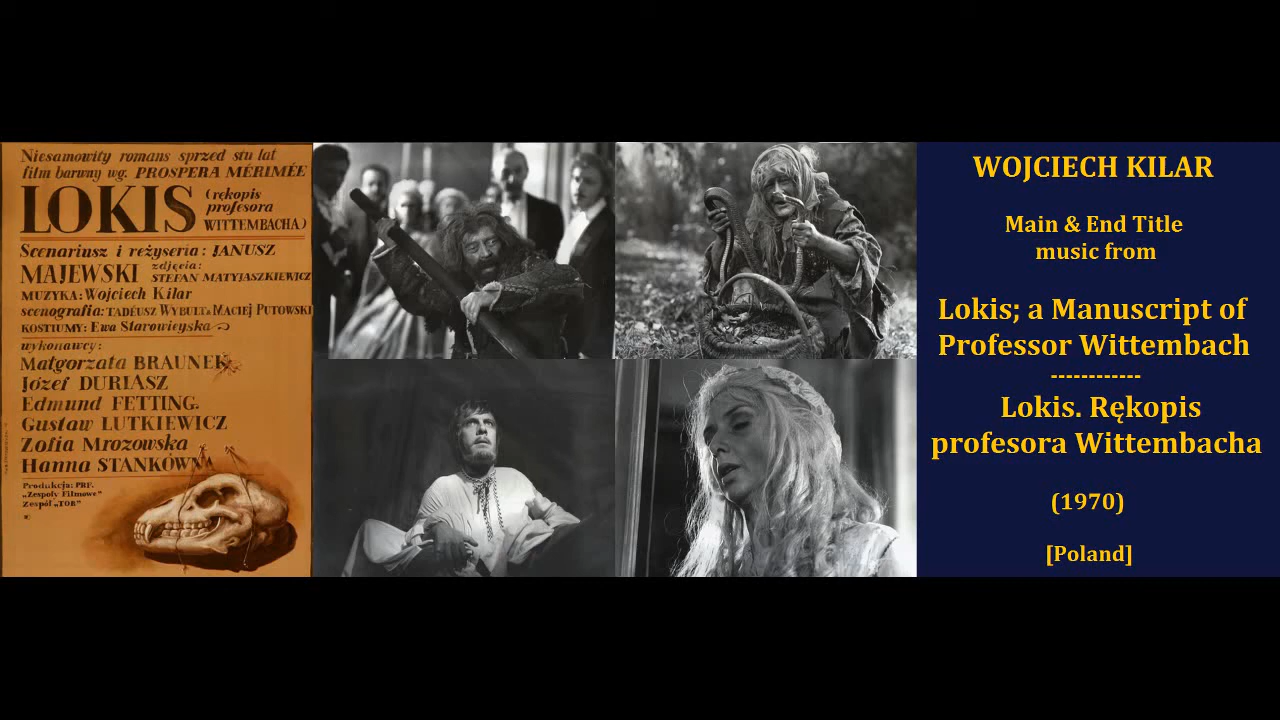 Niesamowity romans sprzed stu lat
film barwny wg. PROSPERA MÉRIMÉE
LOKIS
(rękopis
profesora
WITTEMBACHA)
Scenariusz i reżyseria: JANUSZ
MAJEWSKI
zdjęcia:
STEFAN MATYJASZKIEWICZ
MUZYKA: Wojciech Kilar
scenografia: TADEUSZ WYBULT & MACIEJ PUTOWSKI
KOSTIUMY: Ewa Starowieyska
wykonawcy:
Małgorzata BRAUNEK
Józef DURIASZ
Edmund FETTING.
Gustaw LUTKIEWICZ
Zofia Mrozowska
Hanna STANKÓWNA
Produkcja: PRF.
„Zespoły Filmowe”
Zespół „TOR”
WOJCIECH KILAR
Main & End Title
music from
Lokis; a Manuscript of
Professor Wittembach
------------
Lokis. Rękopis
profesora Wittembacha
(1970)
[Poland]